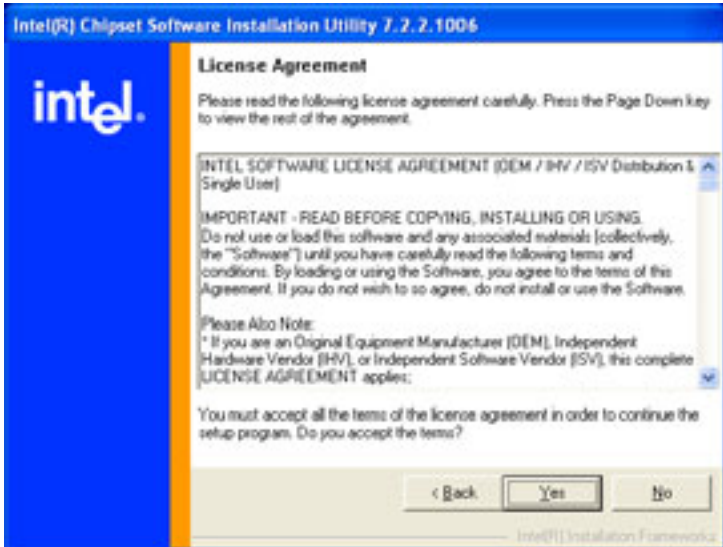 Intel(R) Chipset Software Installation Utility 7.2.2.1006
intel.
License Agreement
Please read the following license agreement carefully. Press the Page Down key
to view the rest of the agreement.
INTEL SOFTWARE LICENSE AGREEMENT (OEM / IHV / ISV Distribution &
Single User)
IMPORTANT - READ BEFORE COPYING, INSTALLING OR USING.
Do not use or load this software and any associated materials (collectively,
the "Software") until you have carefully read the following terms and
conditions. By loading or using the Software, you agree to the terms of this
Agreement. If you do not wish to so agree, do not install or use the Software.
Please Also Note:
* If you are an Original Equipment Manufacturer (OEM), Independent
Hardware Vendor (IHV), or Independent Software Vendor (ISV), this complete
LICENSE AGREEMENT applies;
You must accept all the terms of the license agreement in order to continue the
setup program. Do you accept the terms?
< Back Yes No
Intel(R) Installation Frameworks